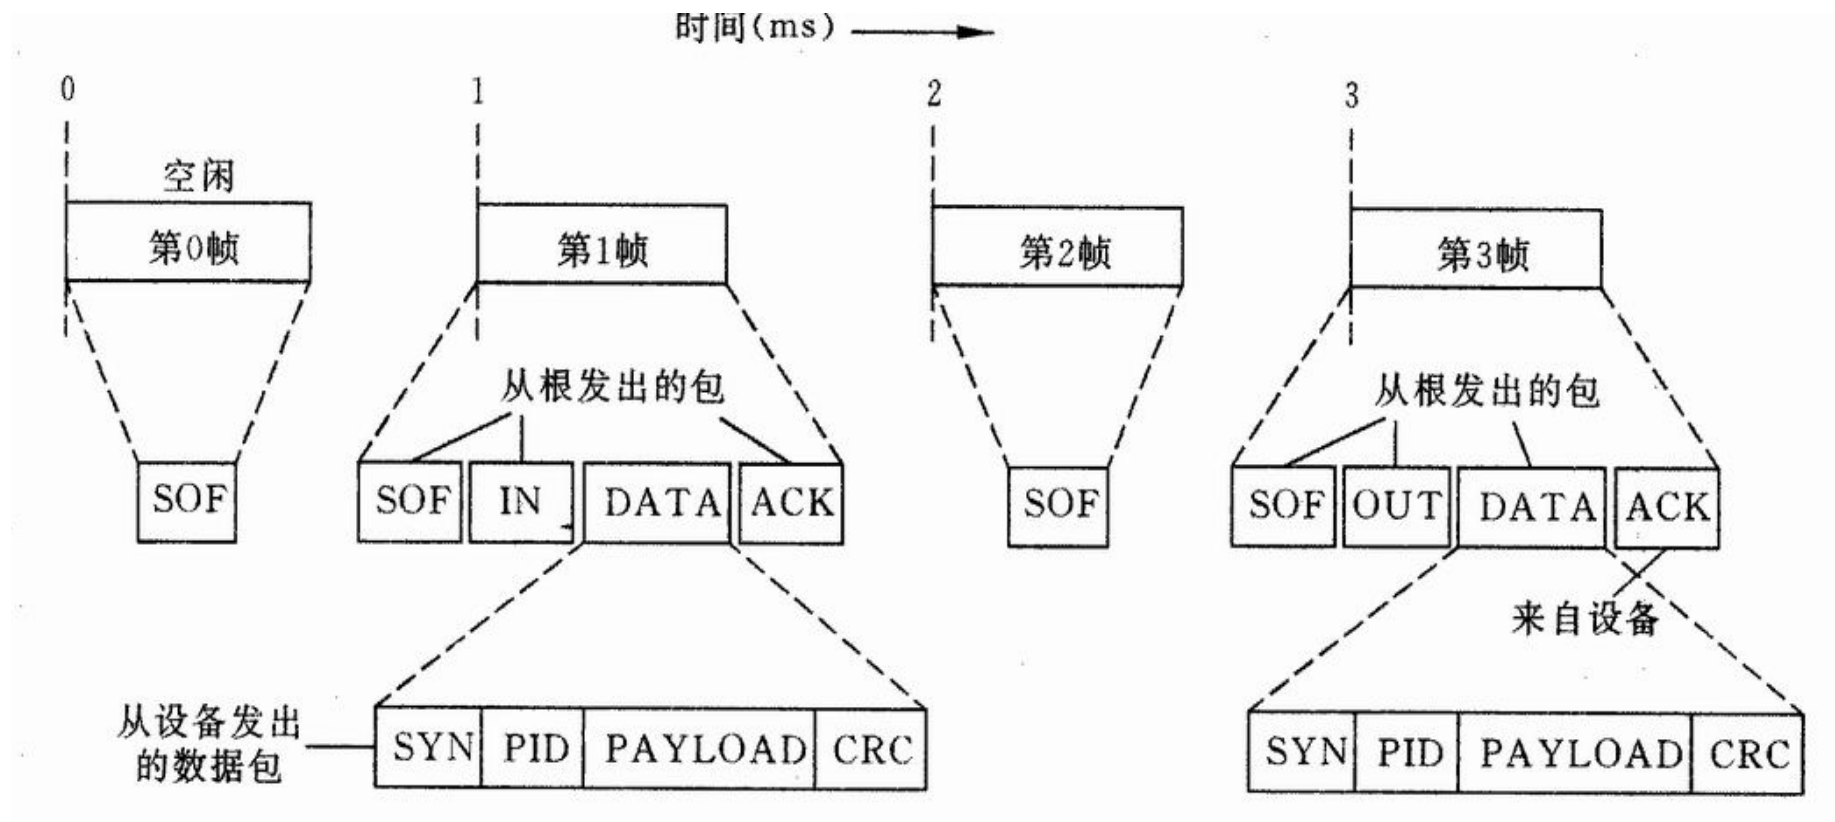 时间(ms)
0
1
2
3
空闲
第0帧
第1帧
第2帧
第3帧
从根发出的包
从根发出的包
SOF
SOF
IN
DATA
ACK
SOF
SOF
OUT
DATA
ACK
来自设备
从设备发出
的数据包
SYN
PID
PAYLOAD
CRC
SYN
PID
PAYLOAD
CRC